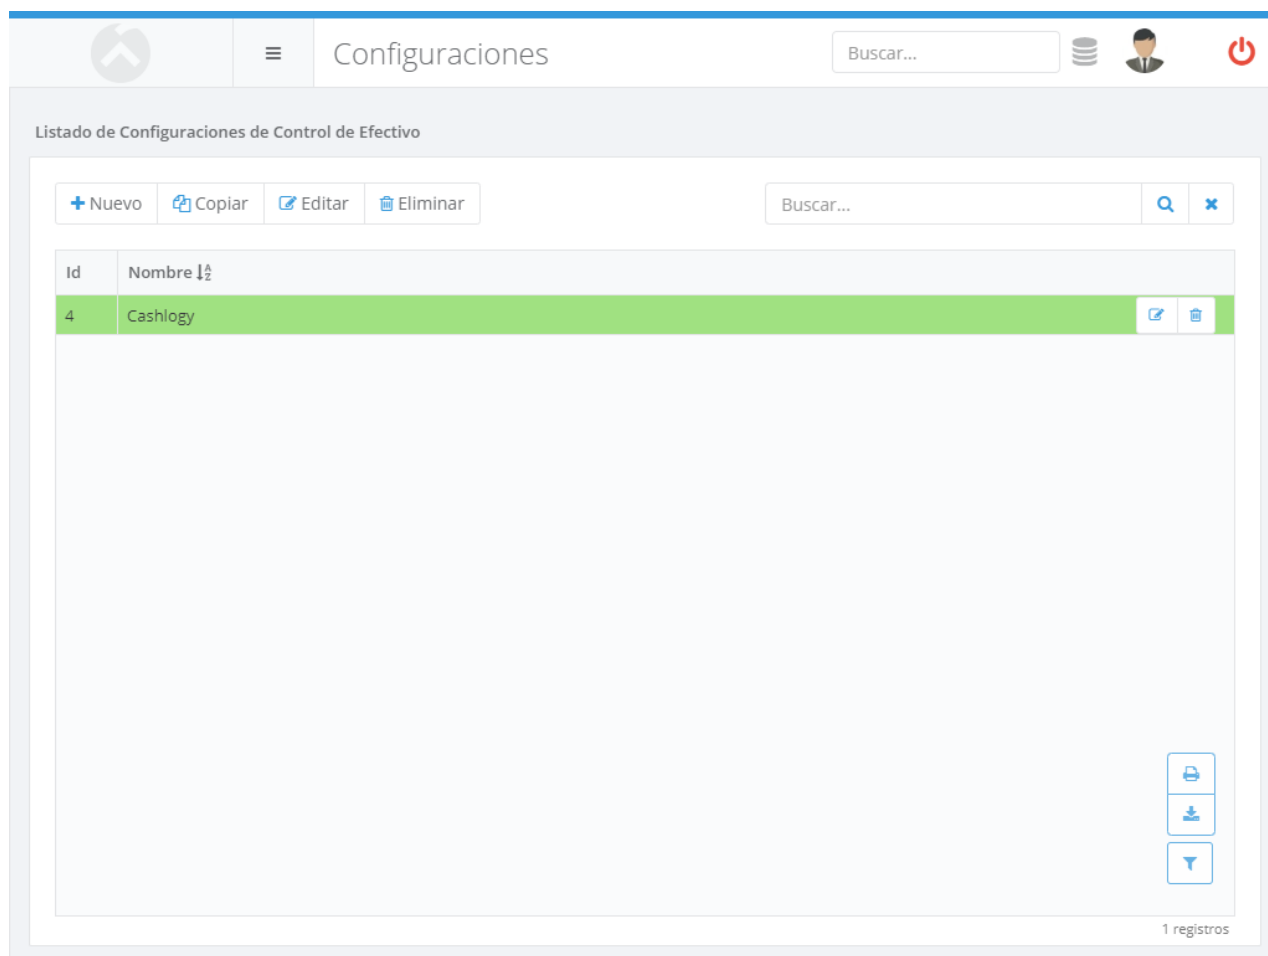 Configuraciones
Buscar...
Listado de Configuraciones de Control de Efectivo
Nuevo Copiar Editar Eliminar
Buscar...
Id Nombre
4 Cashlogy
1 registros